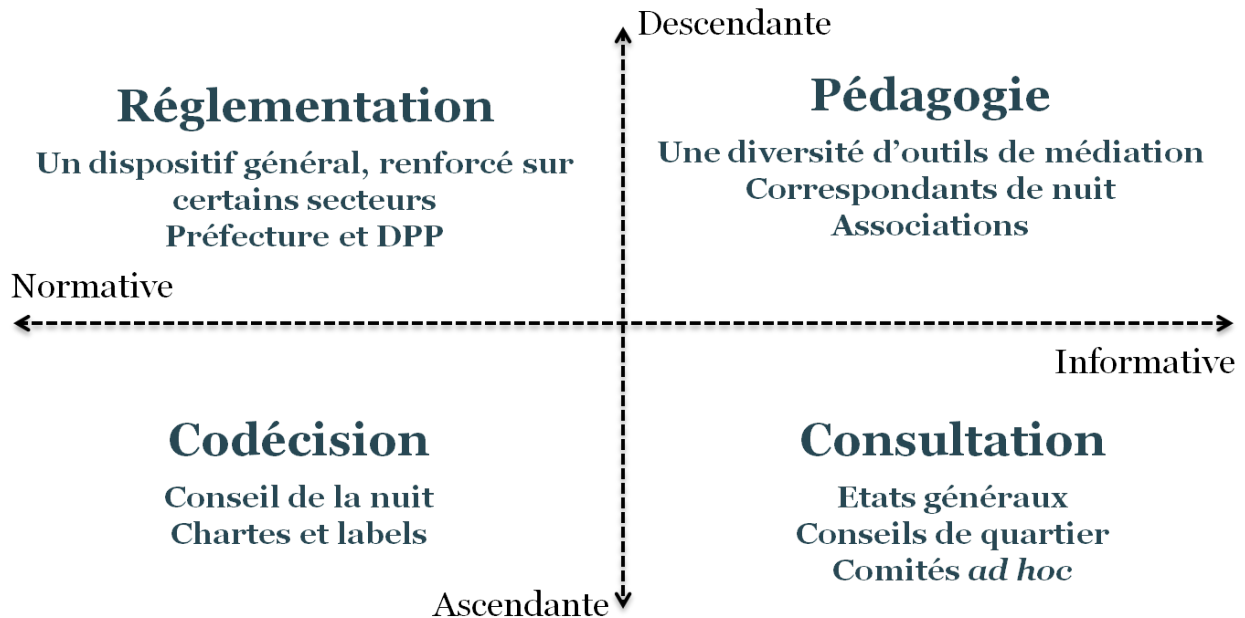 Descendante
Réglementation
Un dispositif général, renforcé sur
certains secteurs
Préfecture et DPP
Pédagogie
Une diversité d’outils de médiation
Correspondants de nuit
Associations
Normative
Informative
Codécision
Conseil de la nuit
Chartes et labels
Consultation
Etats généraux
Conseils de quartier
Comités ad hoc
Ascendante